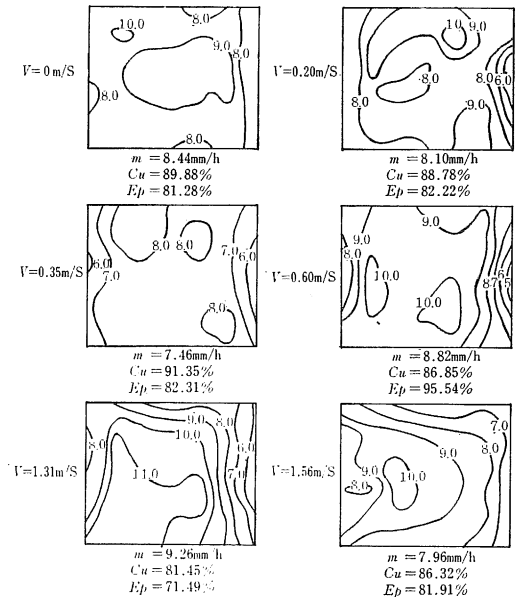 10.0 8.0 9.0 8.0
V=0m/S
8.0
8.0
m =8.44mm/h
Cu=89.88%
Ep=81.28%
10.0 9.0
V=0.20m/S
8.0 8.0 8.0 6.0
9.0
m =8.10mm/h
Cu=88.78%
Ep=82.22%
8.0 8.0 7.0
6.0 6.0
7.0
V=0.35m/S
8.0
m =7.46mm/h
Cu=91.35%
Ep=82.31%
9.0 9.0
8.0
V=0.60m/S
10.0 8
10.0
m =8.82mm/h
Cu=86.85%
Ep=95.54%
8.0
9.0
8.0 10.0 6.0
V=1.31m/S
11.0 7.0
m =9.26mm/h
Cu=81.45%
Ep=71.49%
7.0
9.0 8.0
V=1.56m/S
9.0 10.0
8.0
m =7.96mm/h
Cu=86.32%
Ep=81.91%